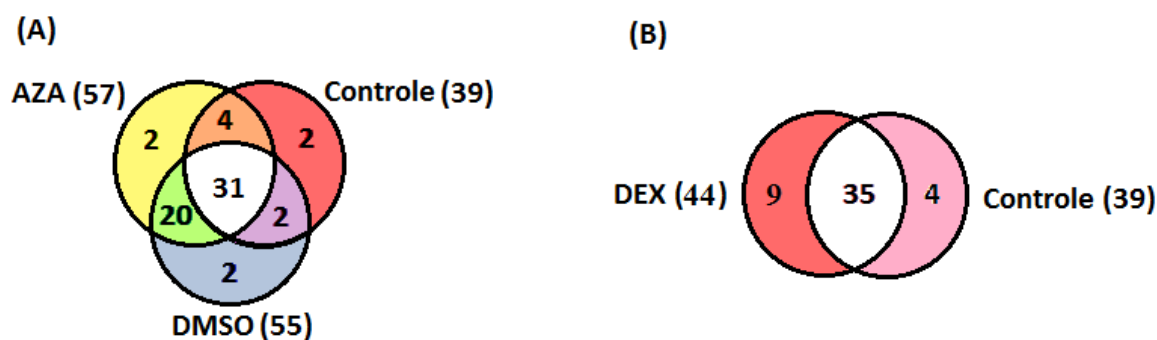 (A)
AZA (57)
Controle (39)
2
4
2
31
20
2
2
DMSO (55)
(B)
DEX (44)
9
35
4
Controle (39)